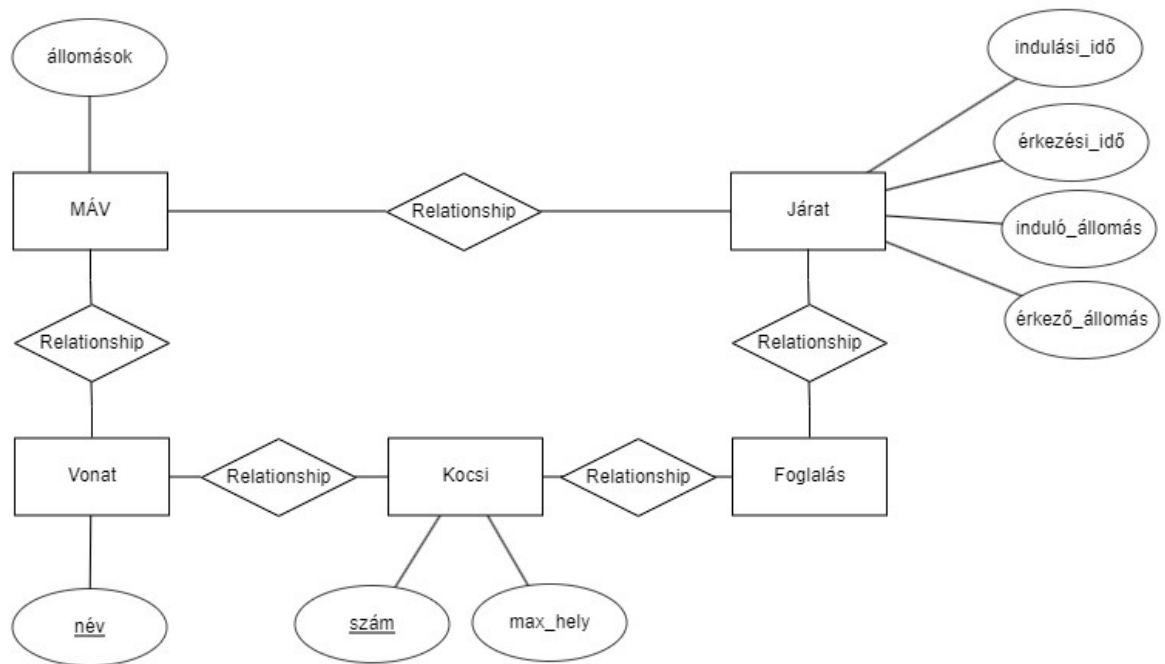 állomások
indulási_idő
érkezési_idő
MÁV
Relationship
Járat
induló_állomás
érkező_állomás
Relationship
Relationship
Vonat
Relationship
Kocsi
Relationship
Foglalás
név
szám
max_hely